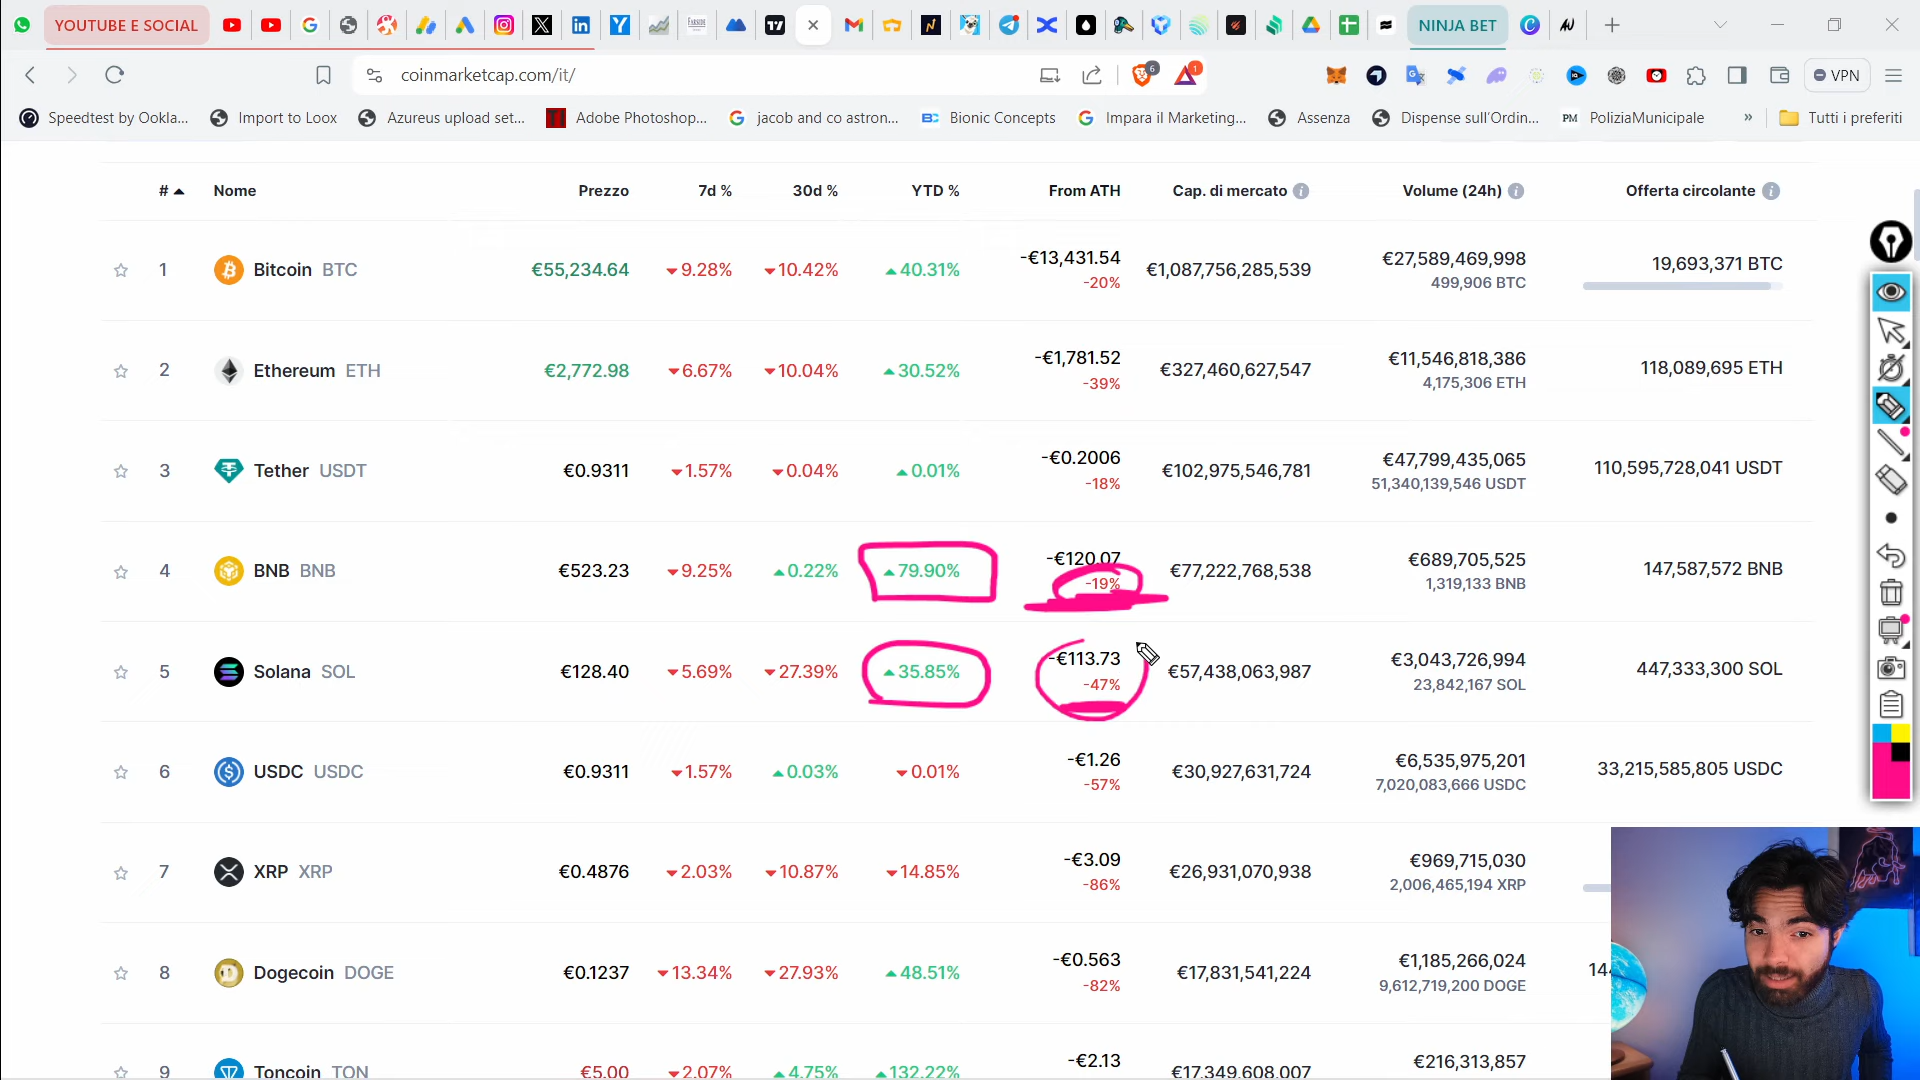 YOUTUBE E SOCIAL
NINJA BET
coinmarketcap.com/it/
6
1
VPN
Speedtest by Ookla...
Import to Loox
Azureus upload set...
Adobe Photoshop...
jacob and co astron...
Bionic Concepts
Impara il Marketing...
Assenza
Dispense sull'Ordin...
PM PoliziaMunicipale
»
Tutti i preferiti
# Nome Prezzo 7d % 30d % YTD % From ATH Cap. di mercato Volume (24h) Offerta circolante
1 Bitcoin BTC €55,234.64 9.28% 10.42% 40.31% -€13,431.54 €1,087,756,285,539 €27,589,469,998 19,693,371 BTC
-20% 499,906 BTC
2 Ethereum ETH €2,772.98 6.67% 10.04% 30.52% -€1,781.52 €327,460,627,547 €11,546,818,386 118,089,695 ETH
-39% 4,175,306 ETH
3 Tether USDT €0.9311 1.57% 0.04% 0.01% -€0.2006 €102,975,546,781 €47,799,435,065 110,595,728,041 USDT
-18% 51,340,139,546 USDT
4 BNB BNB €523.23 9.25% 0.22% 79.90% -€120.07 €77,222,768,538 €689,705,525 147,587,572 BNB
-19% 1,319,133 BNB
5 Solana SOL €128.40 5.69% 27.39% 35.85% -€113.73 €57,438,063,987 €3,043,726,994 447,333,300 SOL
-47% 23,842,167 SOL
6 USDC USDC €0.9311 1.57% 0.03% 0.01% -€1.26 €30,927,631,724 €6,535,975,201 33,215,585,805 USDC
-57% 7,020,083,666 USDC
7 XRP XRP €0.4876 2.03% 10.87% 14.85% -€3.09 €26,931,070,938 €969,715,030
-86% 2,006,465,194 XRP
8 Dogecoin DOGE €0.1237 13.34% 27.93% 48.51% -€0.563 €17,831,541,224 €1,185,266,024
-82% 9,612,719,200 DOGE
9 Toncoin TON €5.00 2.07% 4.75% 132.22% -€2.13 €17,349,608,007 €216,313,857